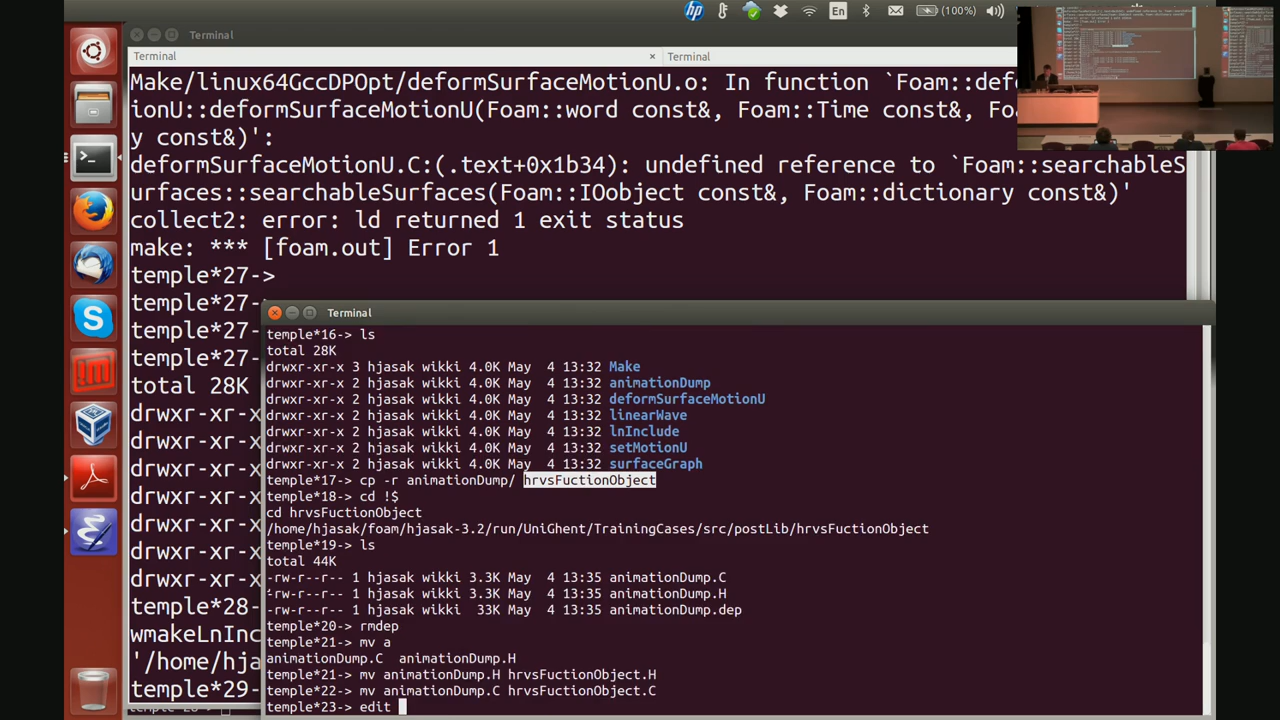 hp
En
(100%)
Terminal
Terminal
Terminal
Make/linux64GccDPOpt/deformSurfaceMotionU.o: In function `Foam::defo
ionU::deformSurfaceMotionU(Foam::word const&, Foam::Time const&, Foa
y const&)':
deformSurfaceMotionU.C:(.text+0x1b34): undefined reference to `Foam::searchableS
urfaces::searchableSurfaces(Foam::IOobject const&, Foam::dictionary const&)'
collect2: error: ld returned 1 exit status
make: *** [foam.out] Error 1
temple*27->
temple*27-
temple*27-
temple*27-
total 28K
drwxr-xr-x
drwxr-xr-x
drwxr-xr-x
drwxr-xr-x
drwxr-xr-x
drwxr-xr-x
drwxr-xr-x
temple*28-
wmakeLnInc
'/home/hja
temple*29-
Terminal
temple*16-> ls
total 28K
drwxr-xr-x 3 hjasak wikki 4.0K May  4 13:32 Make
drwxr-xr-x 2 hjasak wikki 4.0K May  4 13:32 animationDump
drwxr-xr-x 2 hjasak wikki 4.0K May  4 13:32 deformSurfaceMotionU
drwxr-xr-x 2 hjasak wikki 4.0K May  4 13:32 linearWave
drwxr-xr-x 2 hjasak wikki 4.0K May  4 13:32 lnInclude
drwxr-xr-x 2 hjasak wikki 4.0K May  4 13:32 setMotionU
drwxr-xr-x 2 hjasak wikki 4.0K May  4 13:32 surfaceGraph
temple*17-> cp -r animationDump/ hrvsFuctionObject
temple*18-> cd !$
cd hrvsFuctionObject
/home/hjasak/foam/hjasak-3.2/run/UniGhent/TrainingCases/src/postLib/hrvsFuctionObject
temple*19-> ls
total 44K
-rw-r--r-- 1 hjasak wikki 3.3K May  4 13:35 animationDump.C
-rw-r--r-- 1 hjasak wikki 3.3K May  4 13:35 animationDump.H
-rw-r--r-- 1 hjasak wikki  33K May  4 13:35 animationDump.dep
temple*20-> rmdep
temple*21-> mv a
animationDump.C  animationDump.H
temple*21-> mv animationDump.H hrvsFuctionObject.H
temple*22-> mv animationDump.C hrvsFuctionObject.C
temple*23-> edit